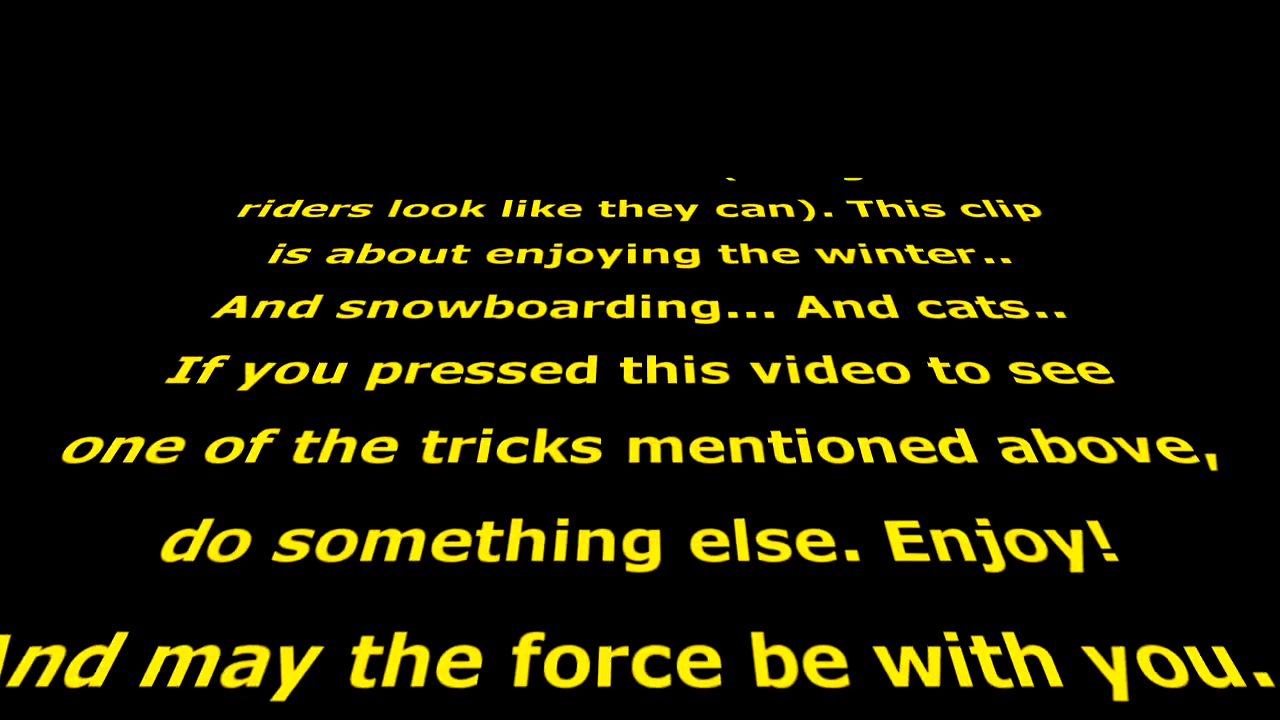 riders look like they can). This clip
is about enjoying the winter..
And snowboarding... And cats..
If you pressed this video to see
one of the tricks mentioned above,
do something else. Enjoy!
And may the force be with you.